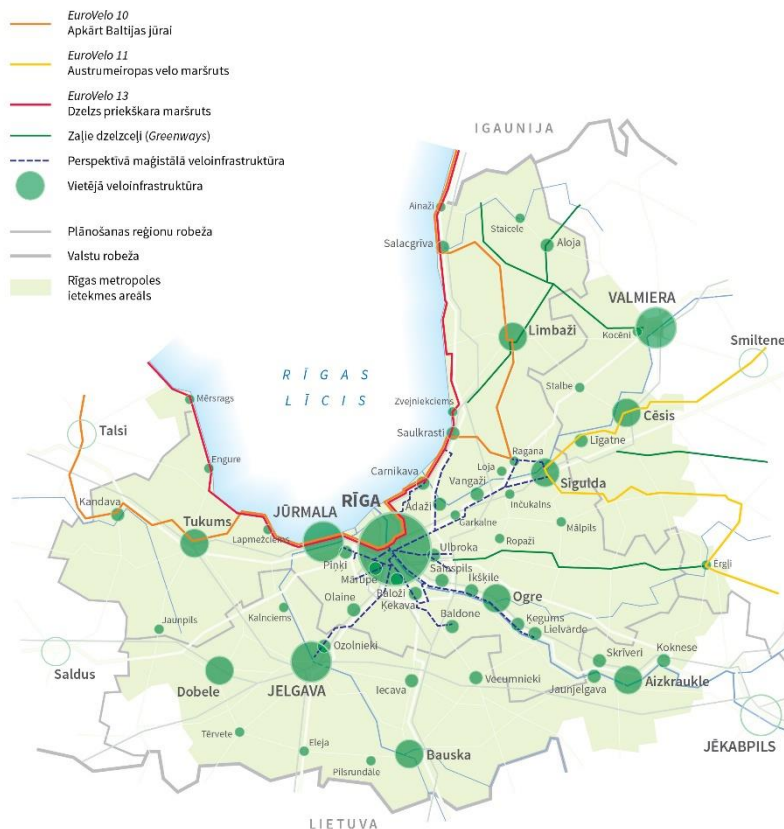 EuroVelo 10
Apkārt Baltijas jūrai
EuroVelo 11
Austrumeiropas velo maršruts
EuroVelo 13
Dzelzs priekškara maršruts
Zaļie dzelzceļi (Greenways)
Perspektīvā maģistālā veloinfrastruktūra
Vietējā veloinfrastruktūra
Plānošanas reģionu robeža
Valstu robeža
Rīgas metropoles
ietekmes areāls
IGAUNIJA
Ainaži
Staicele
Salacgrīva
Aloja
VALMIERA
Limbaži
Kocēni
Smiltene
RĪGAS
LĪCIS
Stalbe
Mērsrags
Zvejniekciems
Cēsis
Talsi
Saulkrasti
Līgatne
Engure
Carnikava
Loja
Ragana
Sigulda
Kandava
RĪGA
Vangaži
JŪRMALA
Ādaži
Inčukalns
Tukums
Garkalne
Mālpils
Lapmežciems
Ropaži
Ulbroka
Piņķi
Salaspils
Ērgļi
Mārupe
Ikšķile
Olaine
Baloži
Ogre
Ķekava
Kalnciems
Baldone
Ķegums
Jaunpils
Lielvārde
Ozolnieki
Skrīveri
Koknese
Saldus
JELGAVA
Vecumnieki
Dobele
Iecava
Jaunjelgava
Aizkraukle
JĒKABPILS
Tērvete
Eleja
Bauska
Pilsrundāle
LIETUVA